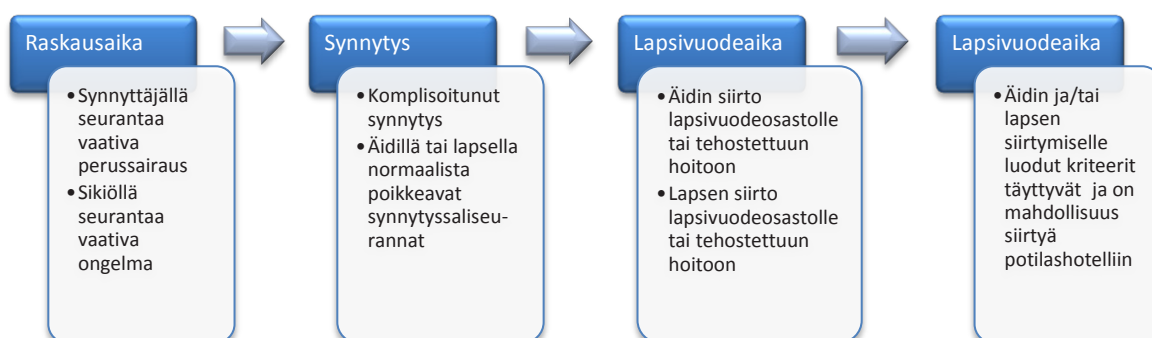 Raskausaika
• Synnyttäjällä
seurantaa
vaativa
perussairaus
• Sikiöllä
seurantaa
vaativa
ongelma
Synnytys
• Komplisoitunut
synnytys
• Äidillä tai lapsella
normaalista
poikkeavat
synnytyssaliseu-
rannat
Lapsivuodeaika
• Äidin siirto
lapsivuodeosastolle
tai tehostettuun
hoitoon
• Lapsen siirto
lapsivuodeosastolle
tai tehostettuun
hoitoon
Lapsivuodeaika
• Äidin ja/tai
lapsen
siirtymiselle
luodut kriteerit
täyttyvät ja on
mahdollisuus
siirtyä
potilashotelliin